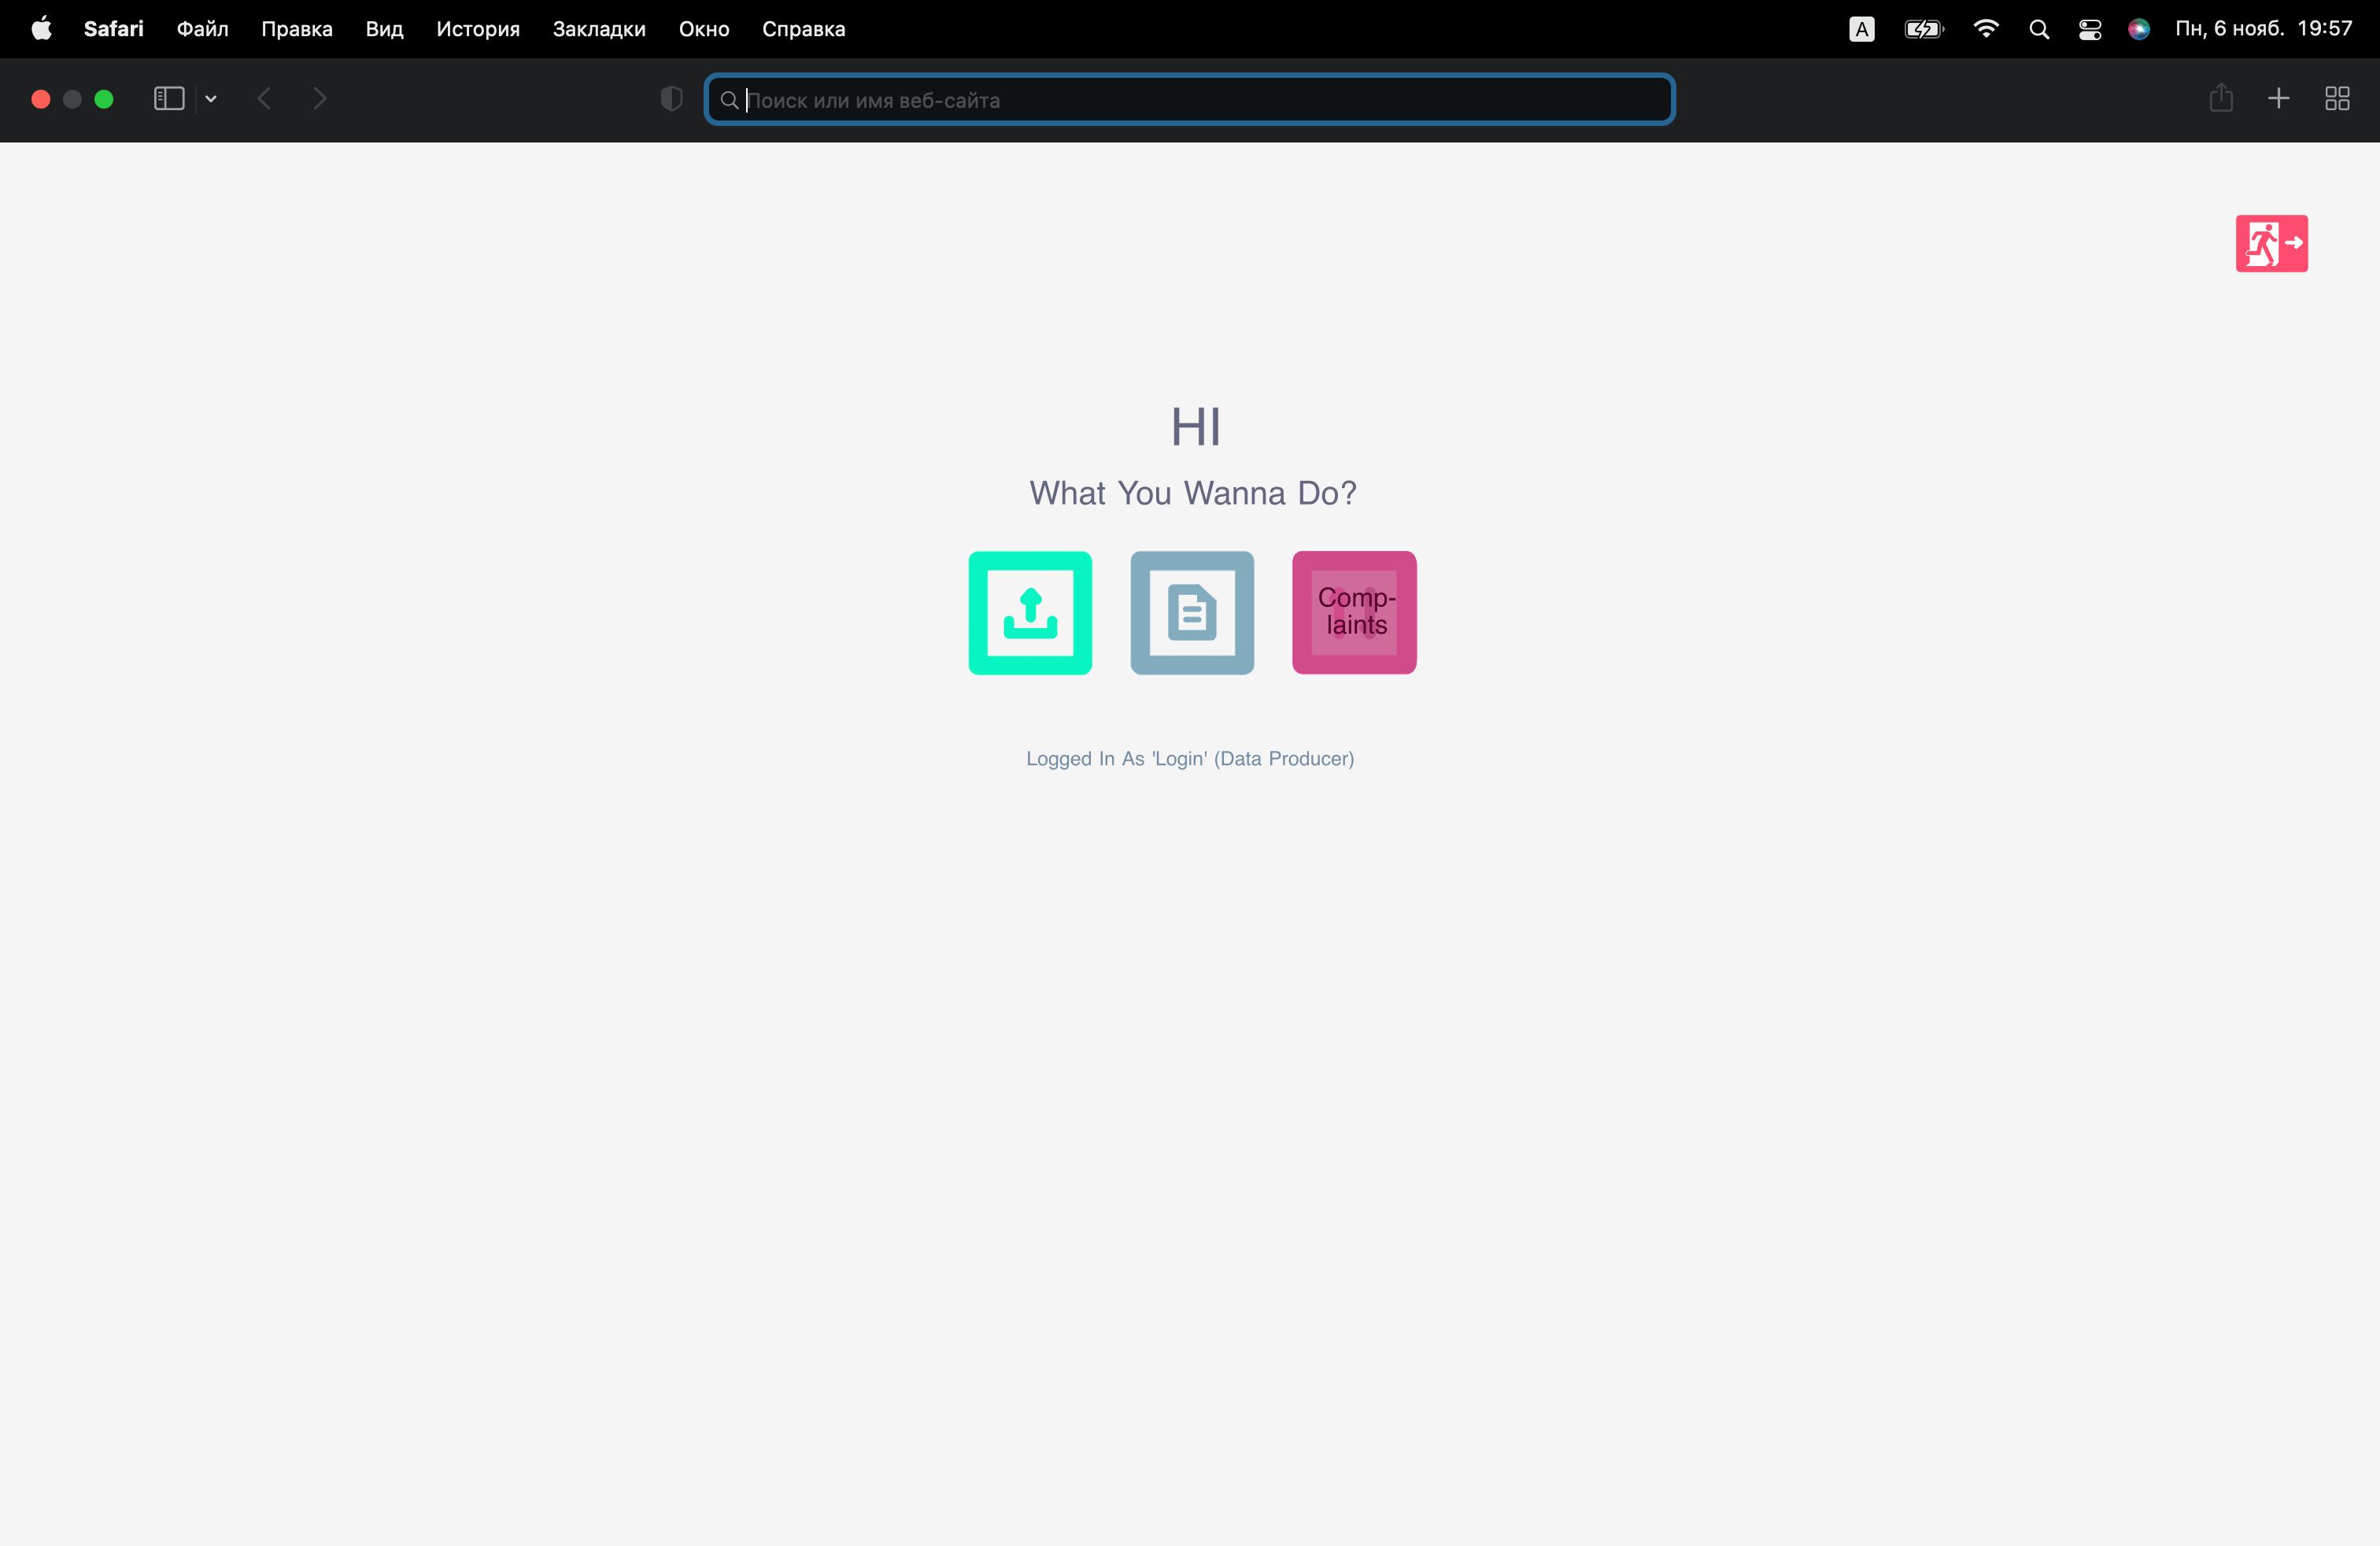 Safari Файл Правка Вид История Закладки Окно Справка A Пн, 6 нояб. 19:57
Поиск или имя веб-сайта
HI
What You Wanna Do?
Comp-
laints
Logged In As 'Login' (Data Producer)